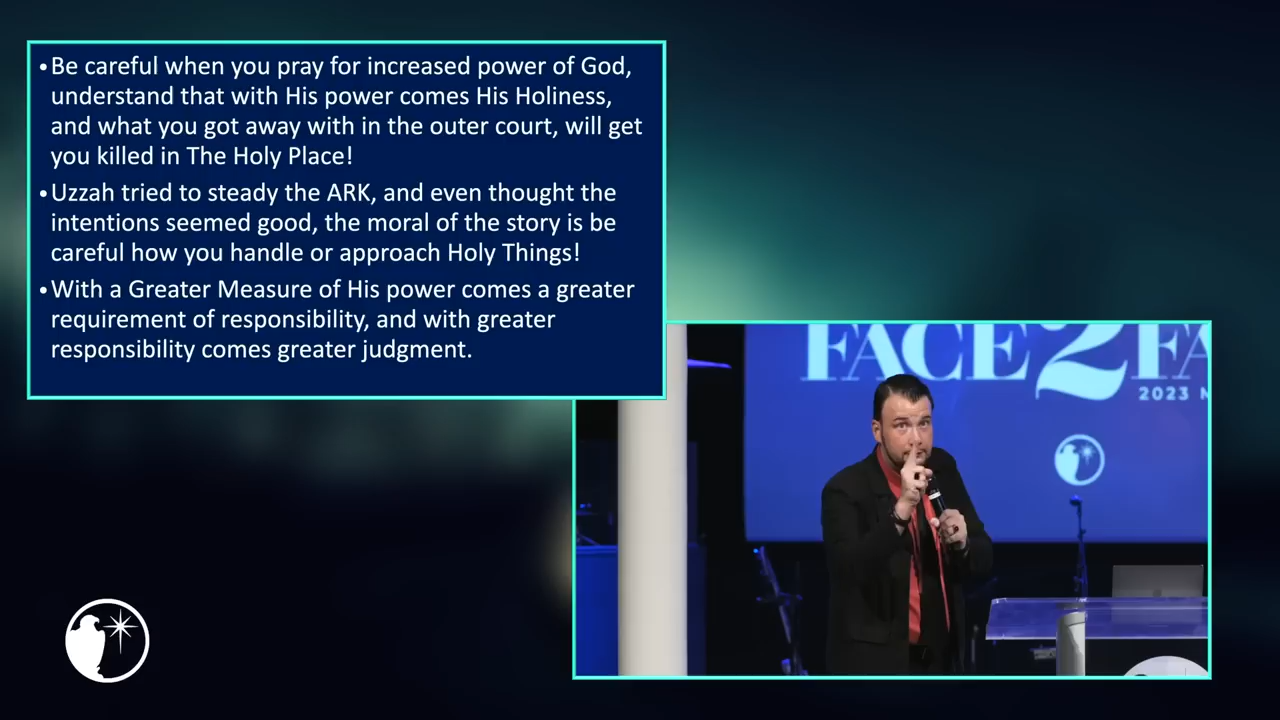 •Be careful when you pray for increased power of God,
understand that with His power comes His Holiness,
and what you got away with in the outer court, will get
you killed in The Holy Place!
•Uzzah tried to steady the ARK, and even thought the
intentions seemed good, the moral of the story is be
careful how you handle or approach Holy Things!
•With a Greater Measure of His power comes a greater
requirement of responsibility, and with greater
responsibility comes greater judgment.
FACE 2 FA
2023 N